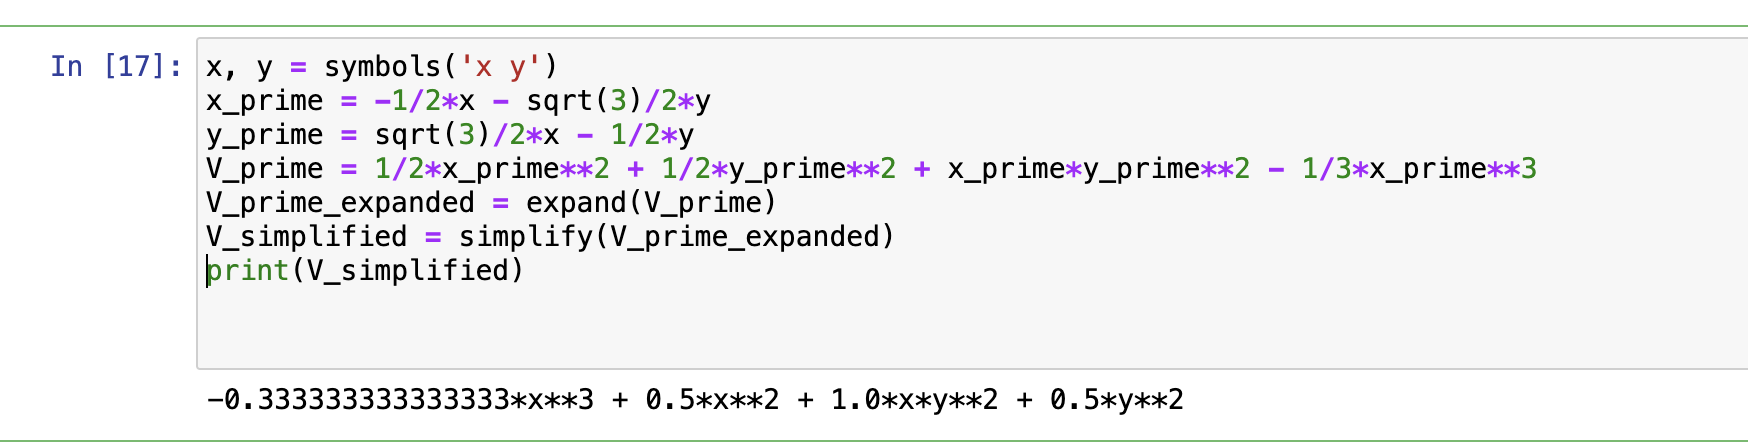 In [17]:
x, y = symbols('x y')
x_prime = -1/2*x - sqrt(3)/2*y
y_prime = sqrt(3)/2*x - 1/2*y
V_prime = 1/2*x_prime**2 + 1/2*y_prime**2 + x_prime*y_prime**2 - 1/3*x_prime**3
V_prime_expanded = expand(V_prime)
V_simplified = simplify(V_prime_expanded)
print(V_simplified)
-0.333333333333333*x**3 + 0.5*x**2 + 1.0*x*y**2 + 0.5*y**2